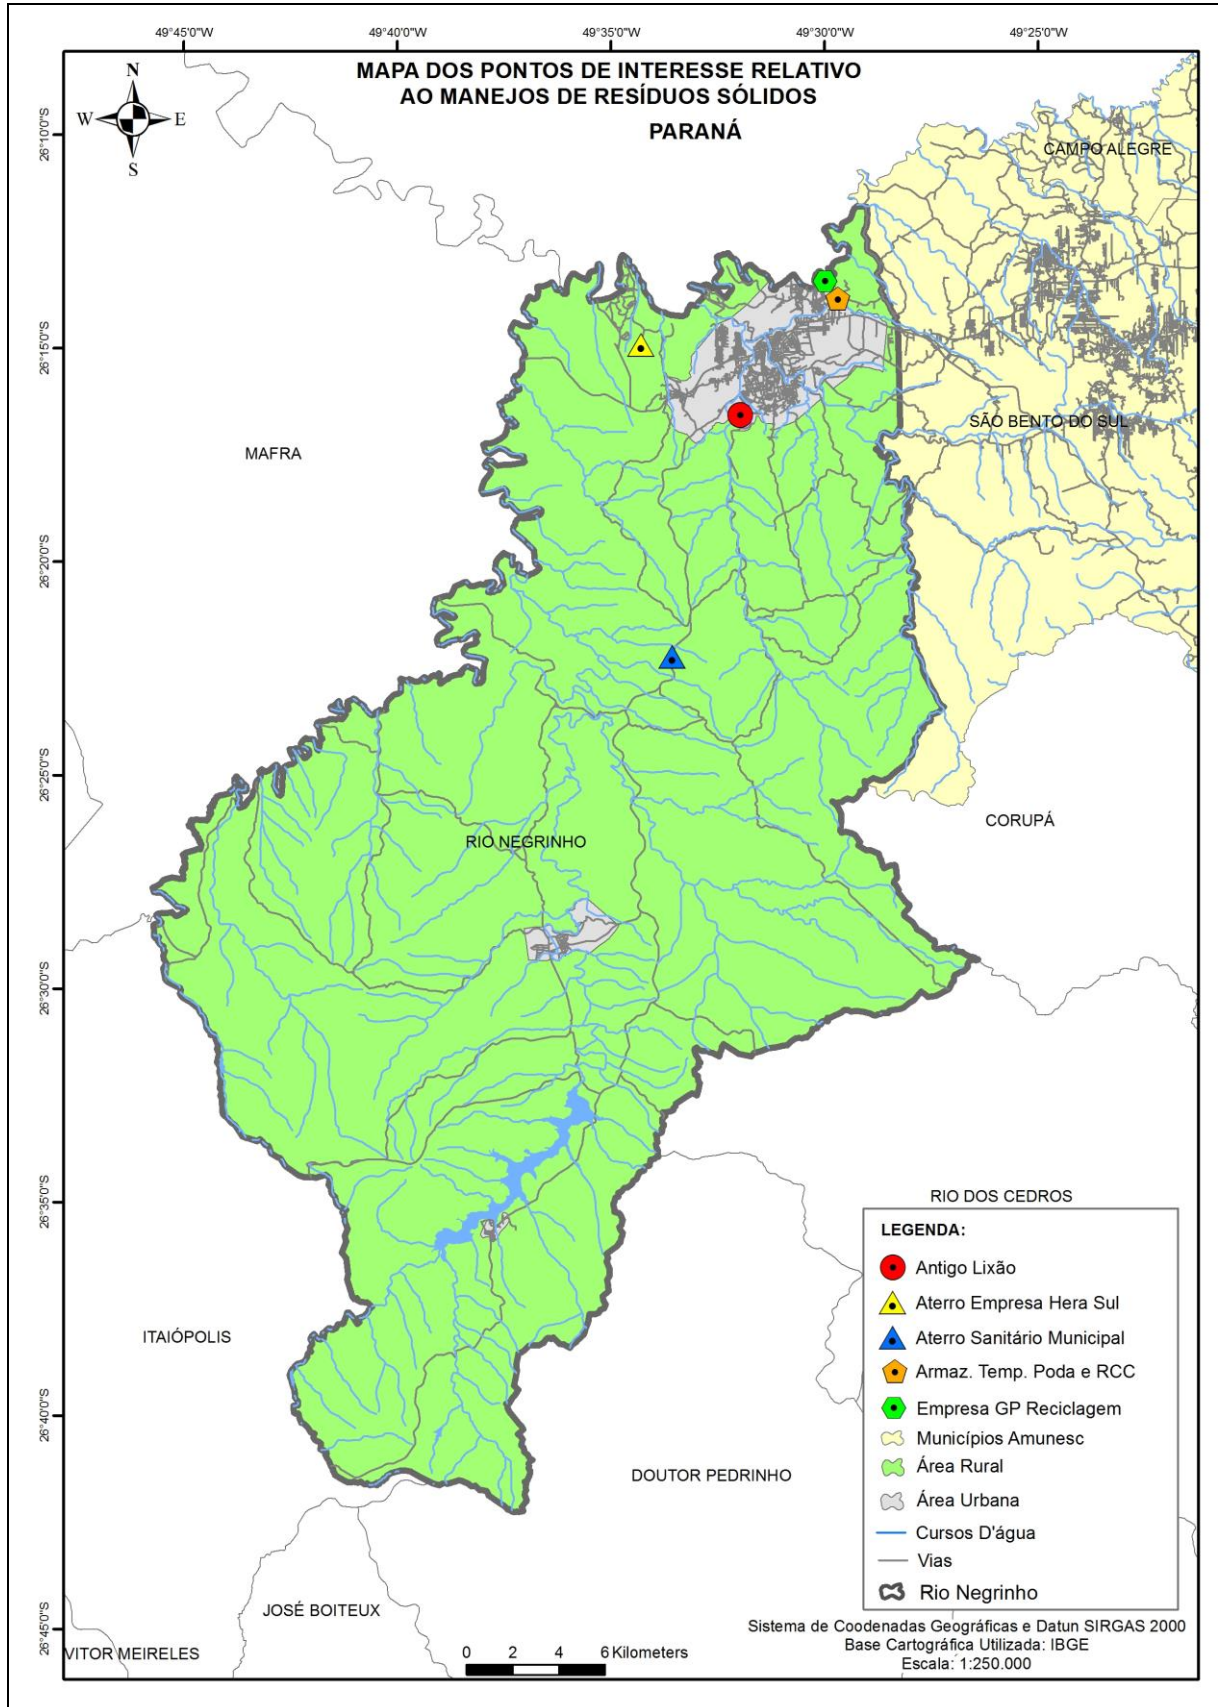 49°45'0"W
49°40'0"W
49°35'0"W
49°30'0"W
49°25'0"W
MAPA DOS PONTOS DE INTERESSE RELATIVO
AO MANEJOS DE RESÍDUOS SÓLIDOS
PARANÁ
N
W
E
S
26°10'0"S
CAMPO ALEGRE
26°15'0"S
SÃO BENTO DO SUL
MAFRA
26°20'0"S
26°25'0"S
CORUPÁ
RIO NEGRINHO
26°30'0"S
26°35'0"S
RIO DOS CEDROS
LEGENDA:
Antigo Lixão
Aterro Empresa Hera Sul
Aterro Sanitário Municipal
Armaz. Temp. Poda e RCC
Empresa GP Reciclagem
Municípios Amunesc
Área Rural
Área Urbana
Cursos D'água
Vias
Rio Negrinho
ITAIÓPOLIS
26°40'0"S
DOUTOR PEDRINHO
JOSÉ BOITEUX
26°45'0"S
VITOR MEIRELES
0 2 4 6 Kilometers
Sistema de Coodenadas Geográficas e Datun SIRGAS 2000
Base Cartográfica Utilizada: IBGE
Escala: 1:250.000